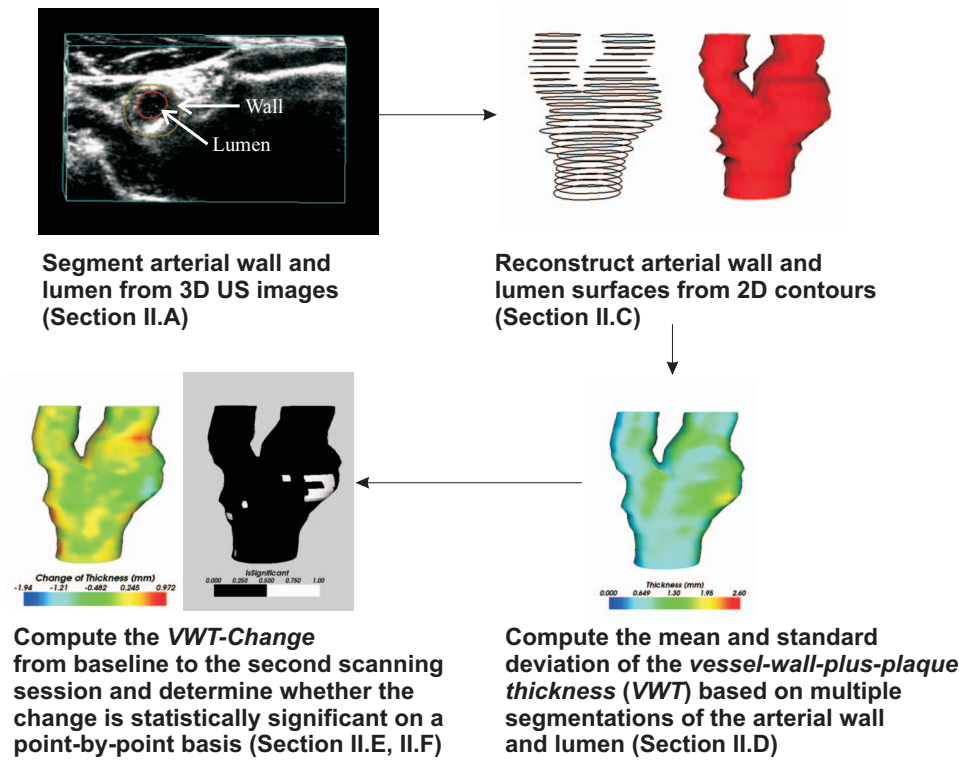 Wall
Lumen
Segment arterial wall and
lumen from 3D US images
(Section II.A)
Reconstruct arterial wall and
lumen surfaces from 2D contours
(Section II.C)
Change of Thickness (mm)
-1.94 -1.21 -0.482 0.245 0.972
IsSignificant
0.000 0.250 0.500 0.750 1.00
Thickness (mm)
0.000 0.649 1.30 1.95 2.60
Compute the VWT-Change
from baseline to the second scanning
session and determine whether the
change is statistically significant on a
point-by-point basis (Section II.E, II.F)
Compute the mean and standard
deviation of the vessel-wall-plus-plaque
thickness (VWT) based on multiple
segmentations of the arterial wall
and lumen (Section II.D)